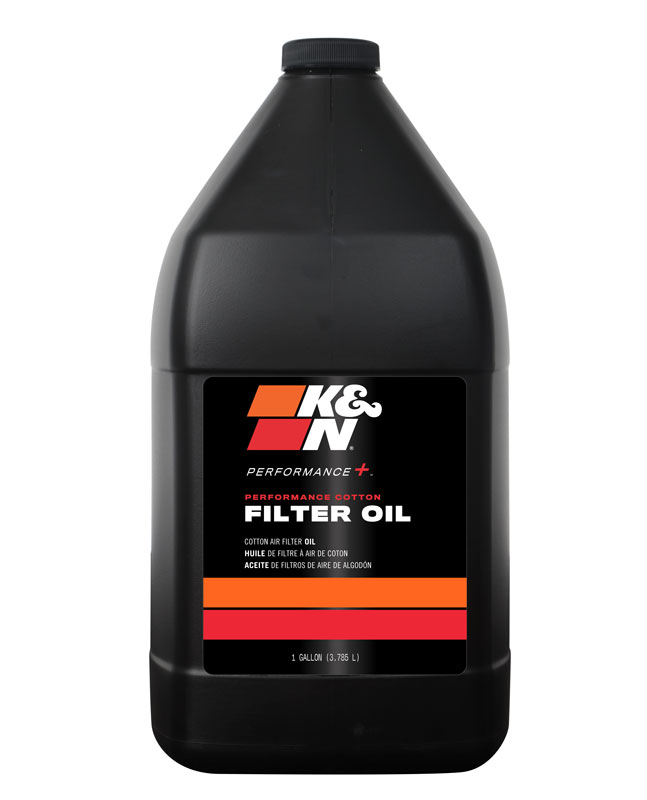 K&
N®
PERFORMANCE +™
PERFORMANCE COTTON
FILTER OIL
COTTON AIR FILTER OIL
HUILE DE FILTRE À AIR DE COTON
ACEITE DE FILTROS DE AIRE DE ALGODÓN
1 GALLON (3.785 L)